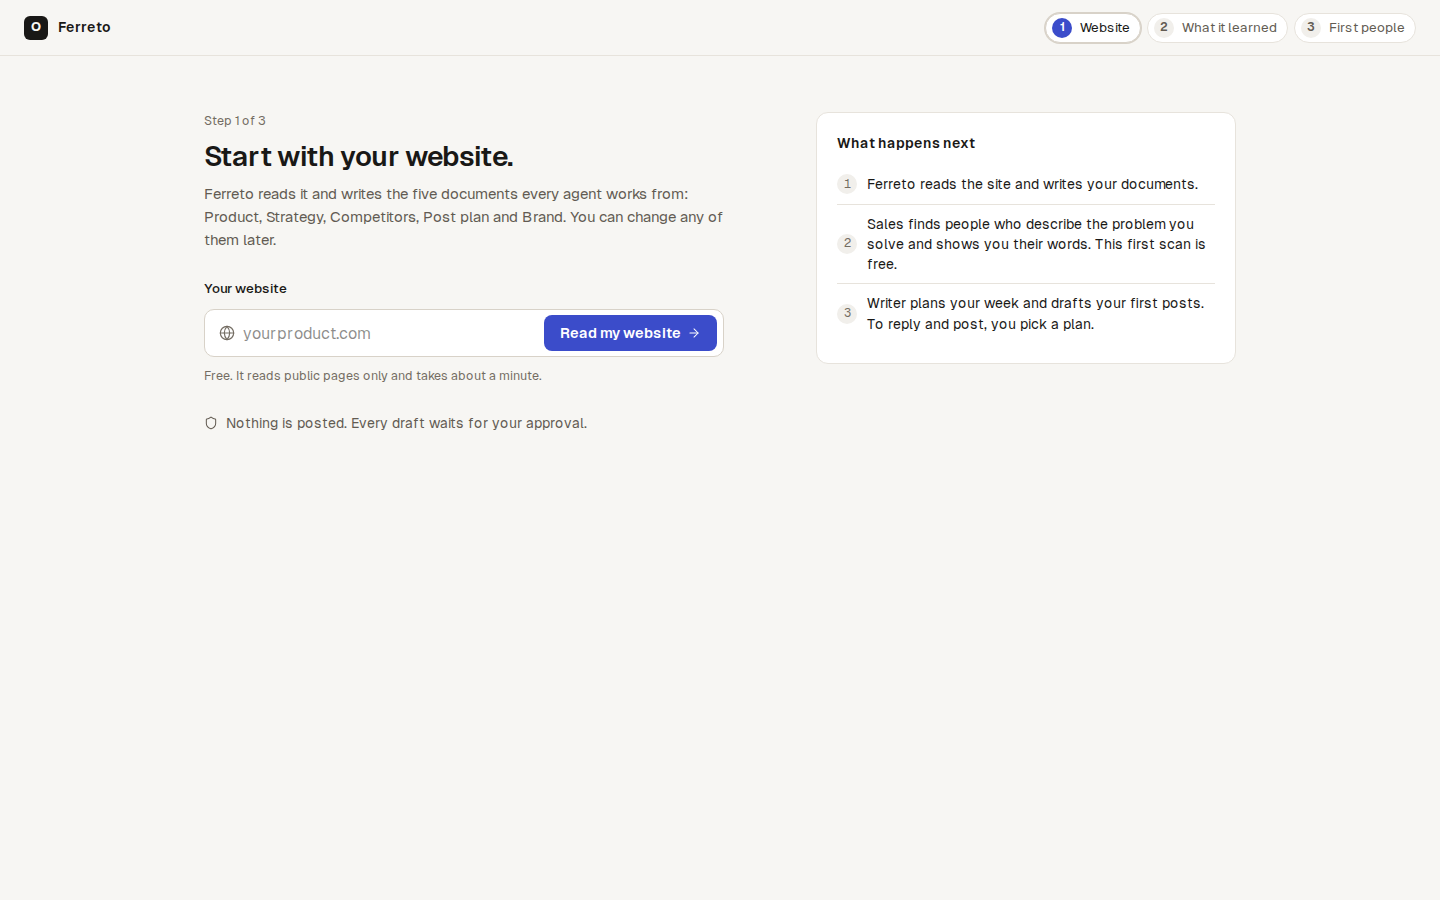 O Ferreto
1 Website
2 What it learned
3 First people
Step 1 of 3
Start with your website.
Ferreto reads it and writes the five documents every agent works from:
Product, Strategy, Competitors, Post plan and Brand. You can change any of
them later.
Your website
yourproduct.com
Read my website →
Free. It reads public pages only and takes about a minute.
Nothing is posted. Every draft waits for your approval.
What happens next
1 Ferreto reads the site and writes your documents.
2 Sales finds people who describe the problem you
solve and shows you their words. This first scan is
free.
3 Writer plans your week and drafts your first posts.
To reply and post, you pick a plan.